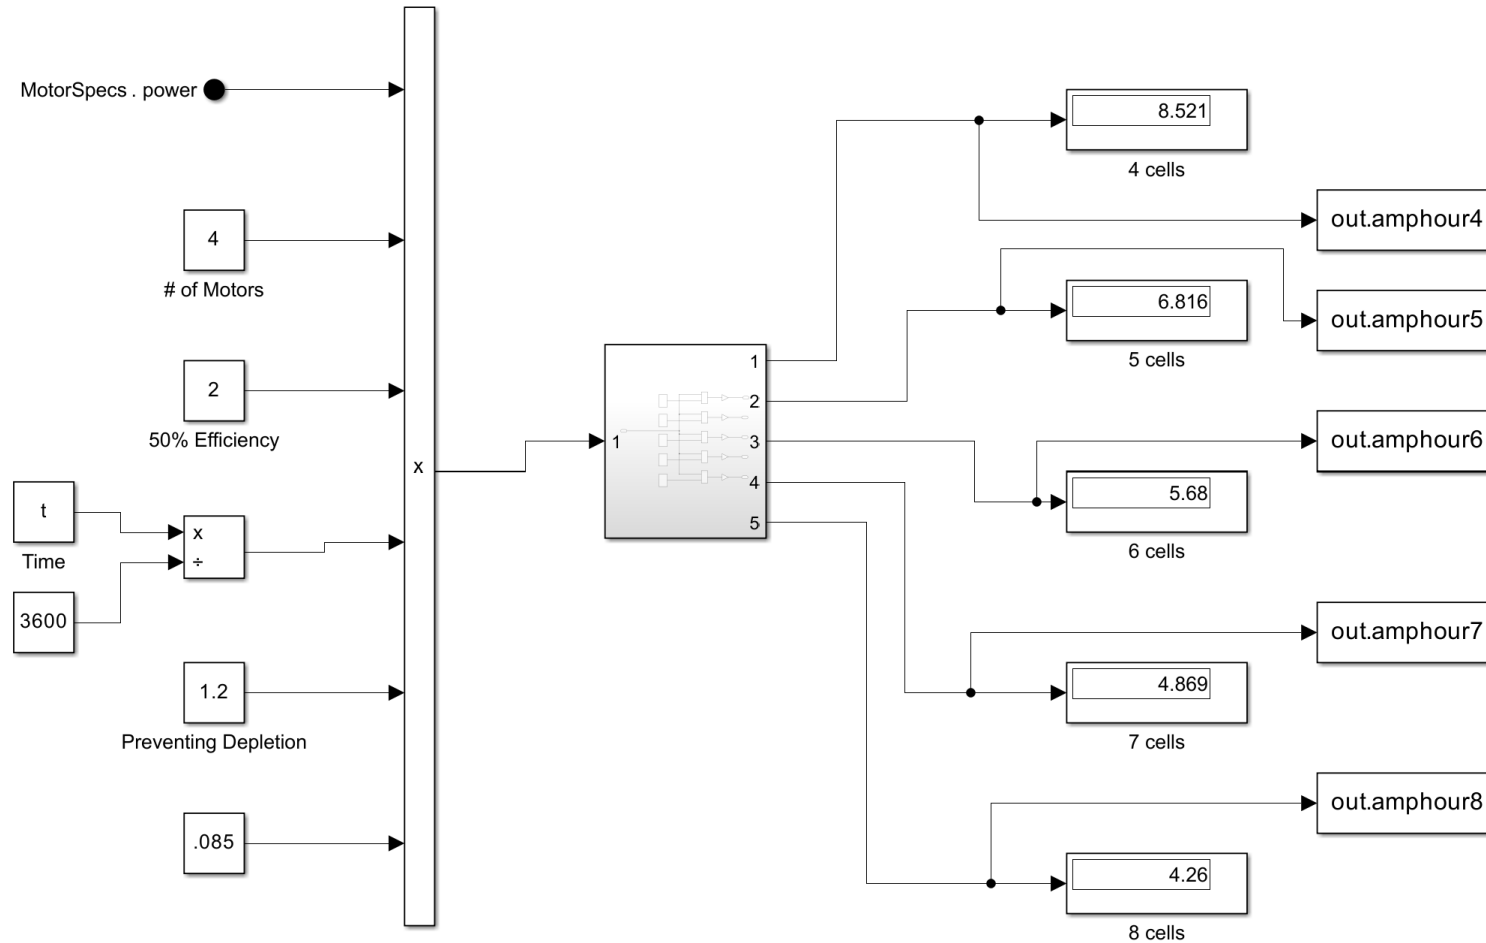 MotorSpecs . power
4
# of Motors
2
50% Efficiency
t
Time
3600
x
÷
1.2
Preventing Depletion
.085
x
1
1
2
3
4
5
8.521
4 cells
out.amphour4
6.816
5 cells
out.amphour5
out.amphour6
5.68
6 cells
out.amphour7
4.869
7 cells
out.amphour8
4.26
8 cells